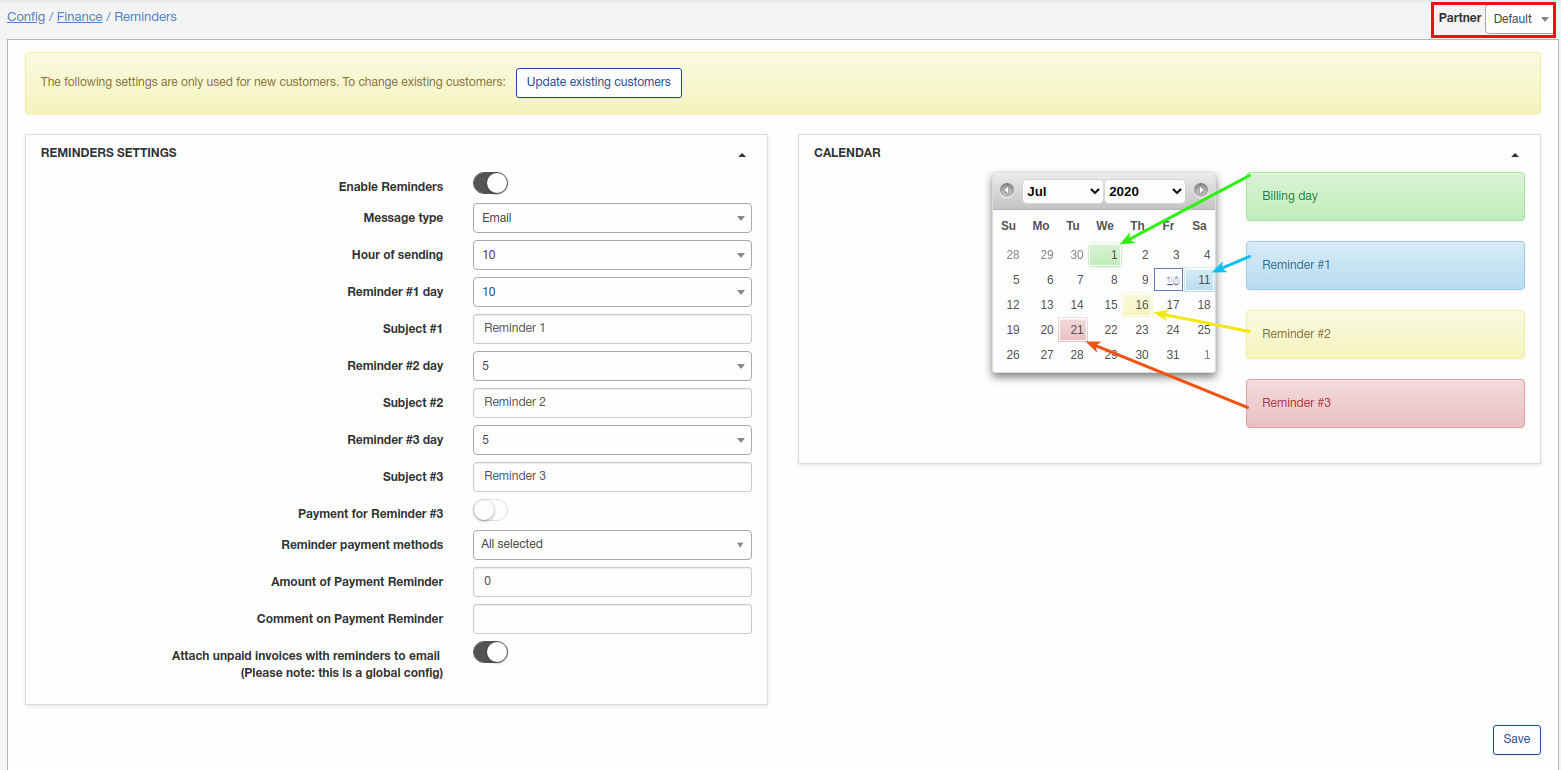 Config / Finance / Reminders
Partner Default
The following settings are only used for new customers. To change existing customers: Update existing customers
REMINDERS SETTINGS
Enable Reminders
Message type Email
Hour of sending 10
Reminder #1 day 10
Subject #1 Reminder 1
Reminder #2 day 5
Subject #2 Reminder 2
Reminder #3 day 5
Subject #3 Reminder 3
Payment for Reminder #3
Reminder payment methods All selected
Amount of Payment Reminder 0
Comment on Payment Reminder
Attach unpaid invoices with reminders to email
(Please note: this is a global config)
CALENDAR
Jul 2020
Su Mo Tu We Th Fr Sa
28 29 30 1 2 3 4
5 6 7 8 9 10 11
12 13 14 15 16 17 18
19 20 21 22 23 24 25
26 27 28 29 30 31 1
Billing day
Reminder #1
Reminder #2
Reminder #3
Save